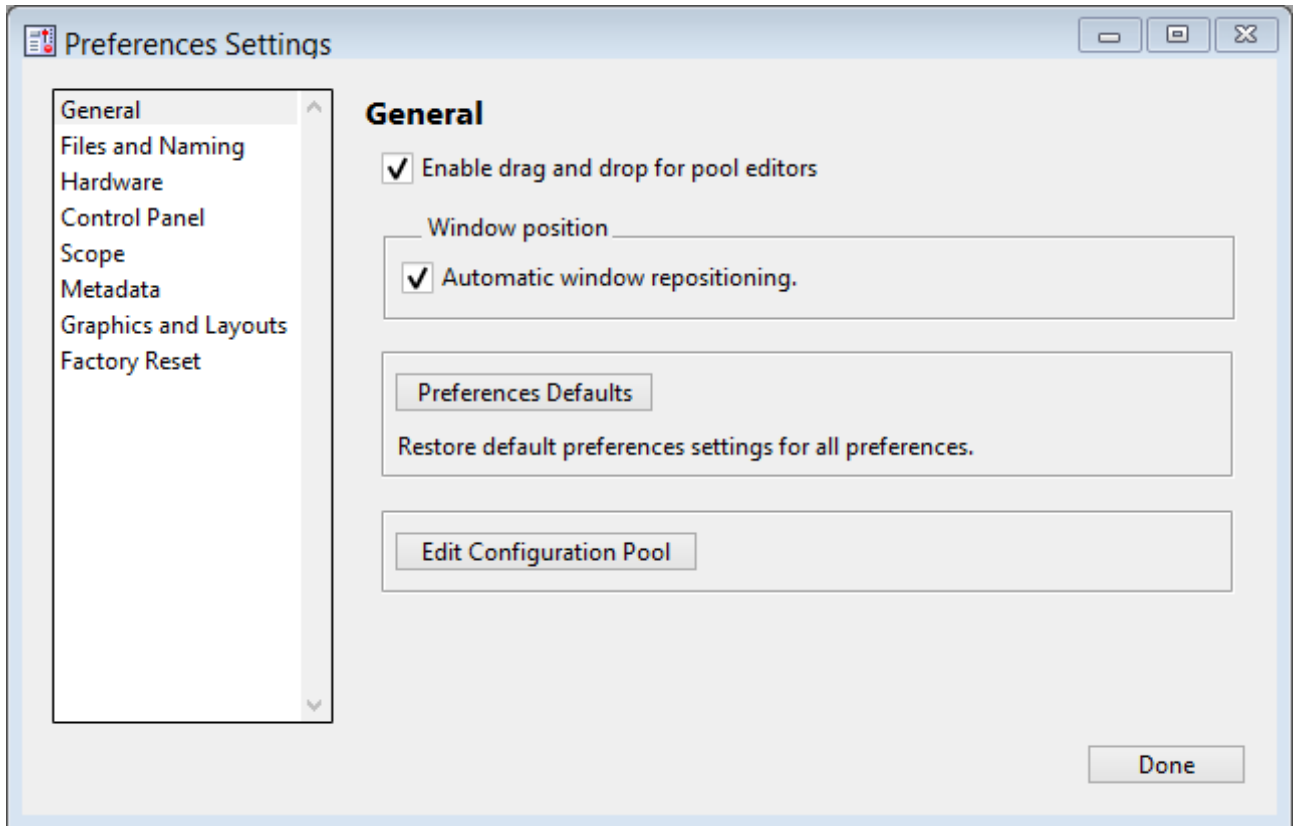 Preferences Settings
General
Files and Naming
Hardware
Control Panel
Scope
Metadata
Graphics and Layouts
Factory Reset
General
Enable drag and drop for pool editors
Window position
Automatic window repositioning.
Preferences Defaults
Restore default preferences settings for all preferences.
Edit Configuration Pool
Done